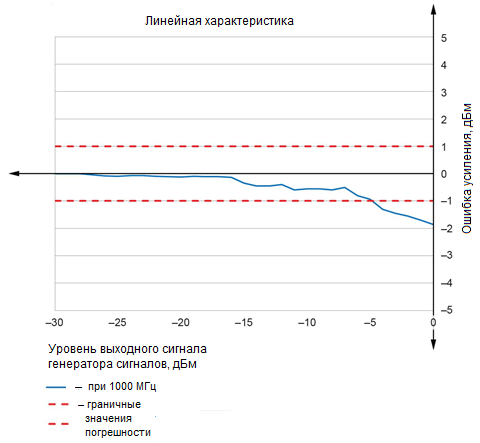 Линейная характеристика
5
4
3
2
1
0
–1
–2
–3
–4
–5
Ошибка усиления, дБм
–30
–25
–20
–15
–10
–5
0
Уровень выходного сигнала
генератора сигналов, дБм
– при 1000 МГц
– граничные
значения
погрешности